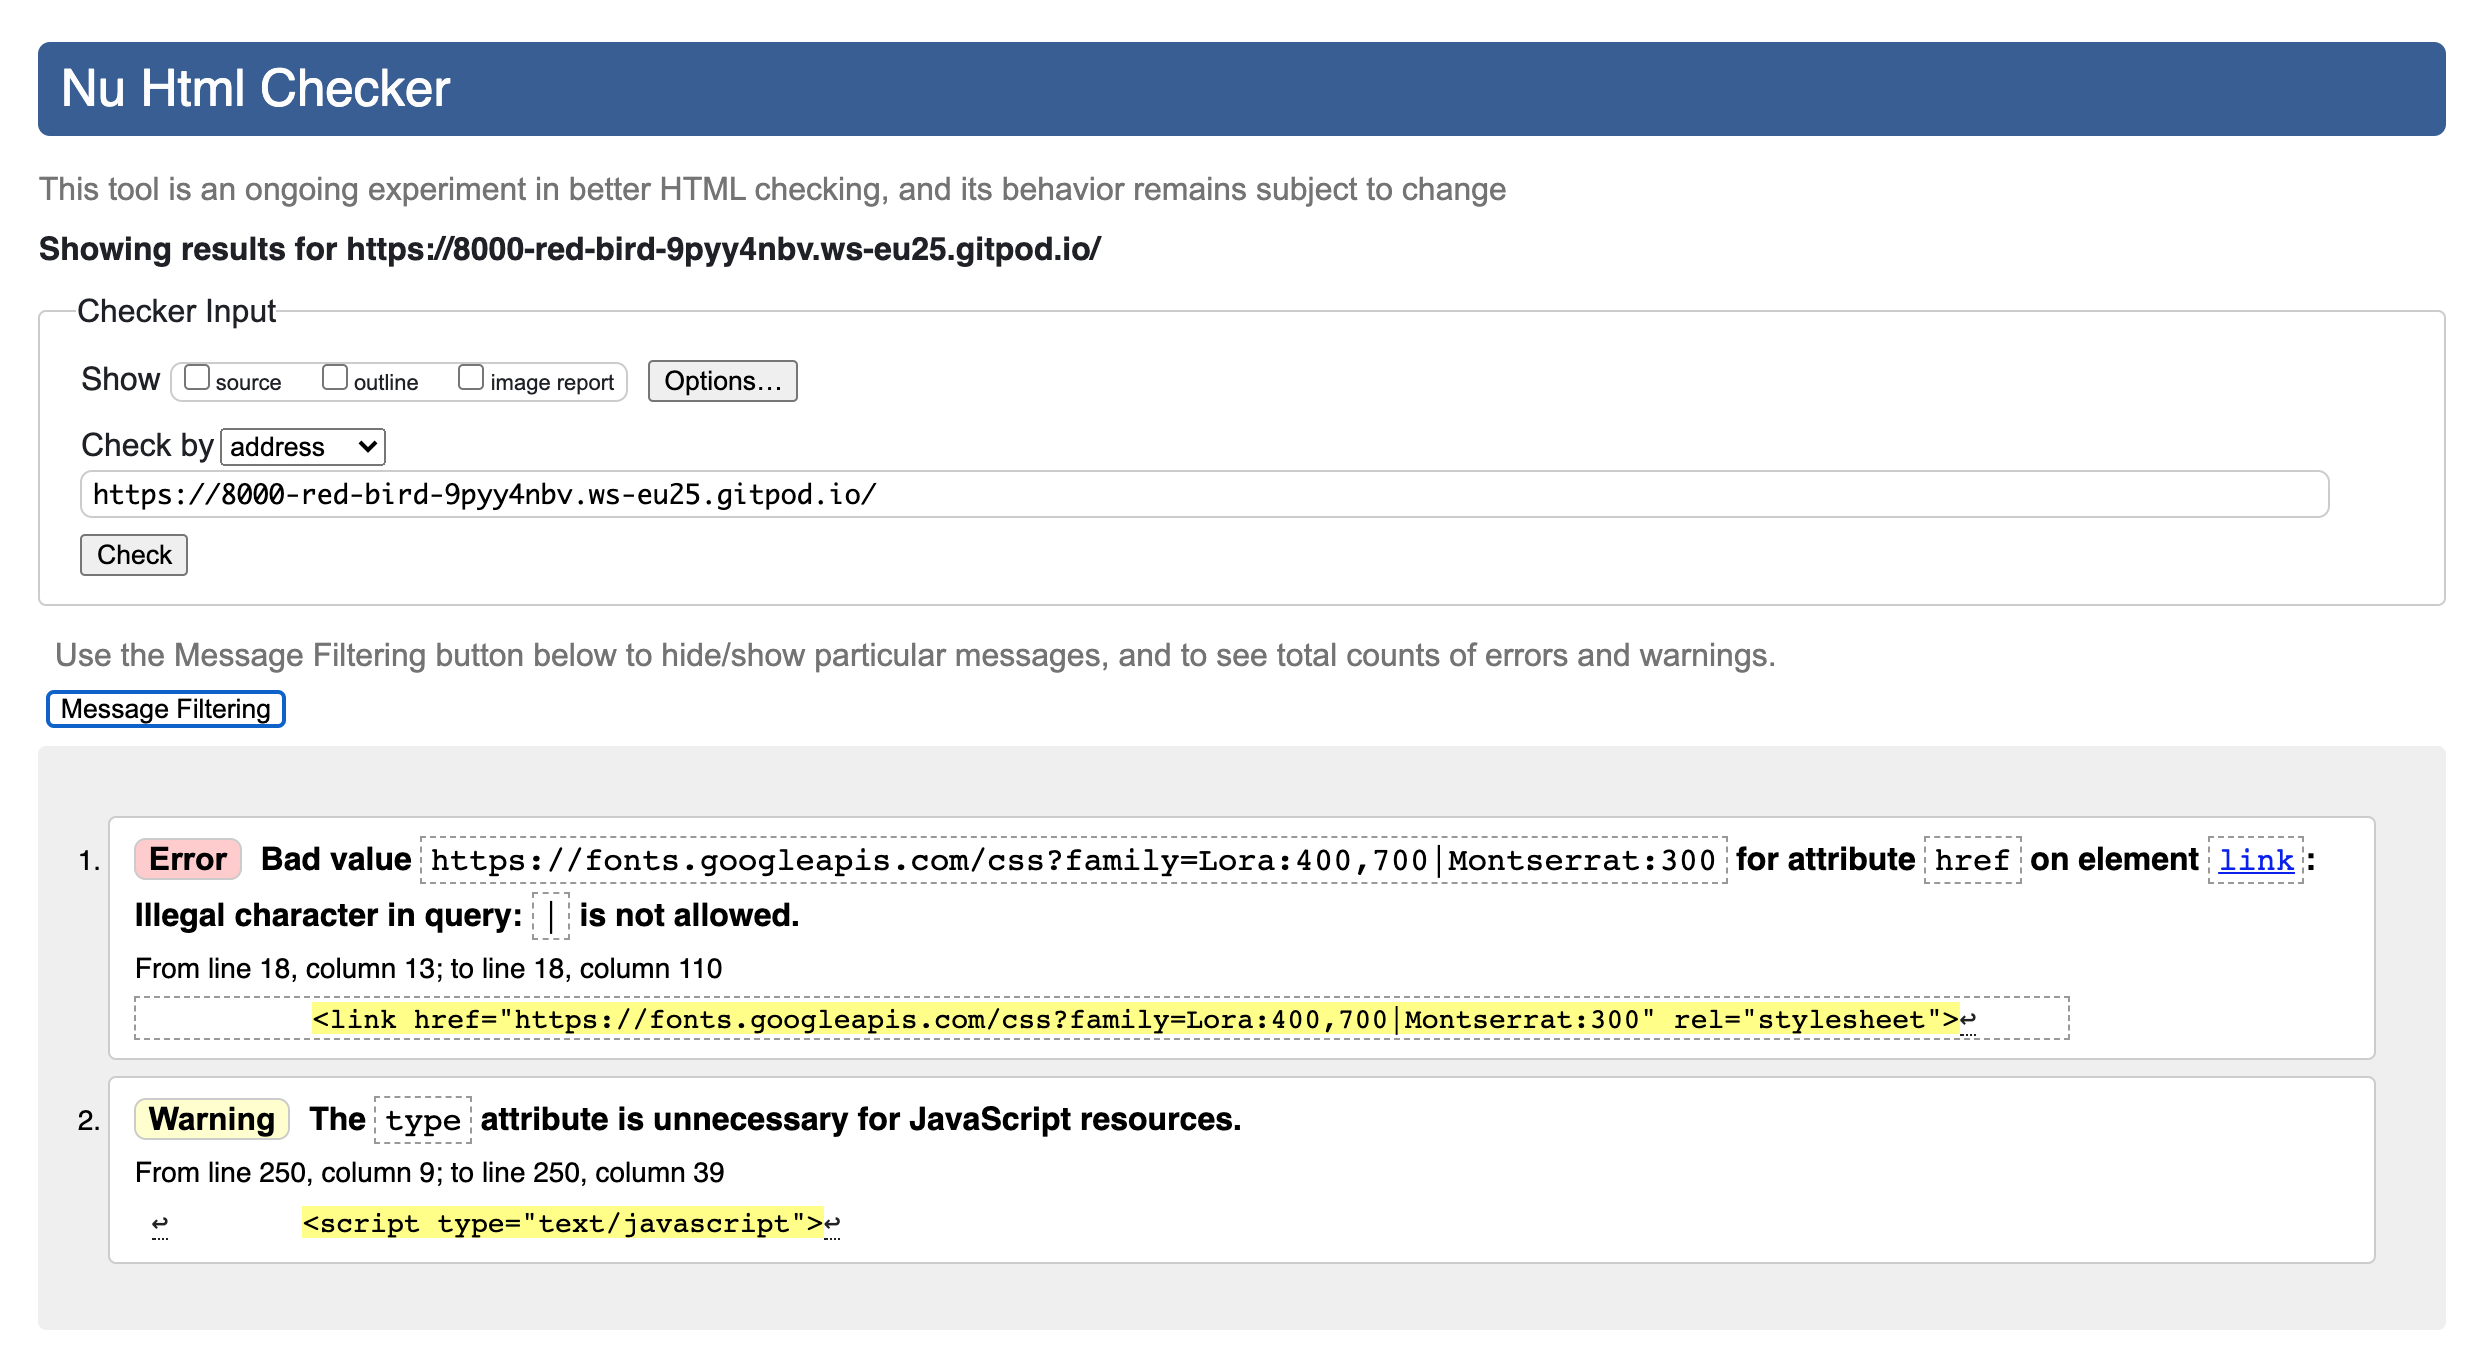 Nu Html Checker
This tool is an ongoing experiment in better HTML checking, and its behavior remains subject to change
Showing results for https://8000-red-bird-9pyy4nbv.ws-eu25.gitpod.io/
Checker Input
Show source outline image report Options...
Check by address
https://8000-red-bird-9pyy4nbv.ws-eu25.gitpod.io/
Check
Use the Message Filtering button below to hide/show particular messages, and to see total counts of errors and warnings.
Message Filtering
1. Error Bad value https://fonts.googleapis.com/css?family=Lora:400,700|Montserrat:300 for attribute href on element link:
Illegal character in query: | is not allowed.
From line 18, column 13; to line 18, column 110
<link href="https://fonts.googleapis.com/css?family=Lora:400,700|Montserrat:300" rel="stylesheet">↩
2. Warning The type attribute is unnecessary for JavaScript resources.
From line 250, column 9; to line 250, column 39
↩ <script type="text/javascript">↩